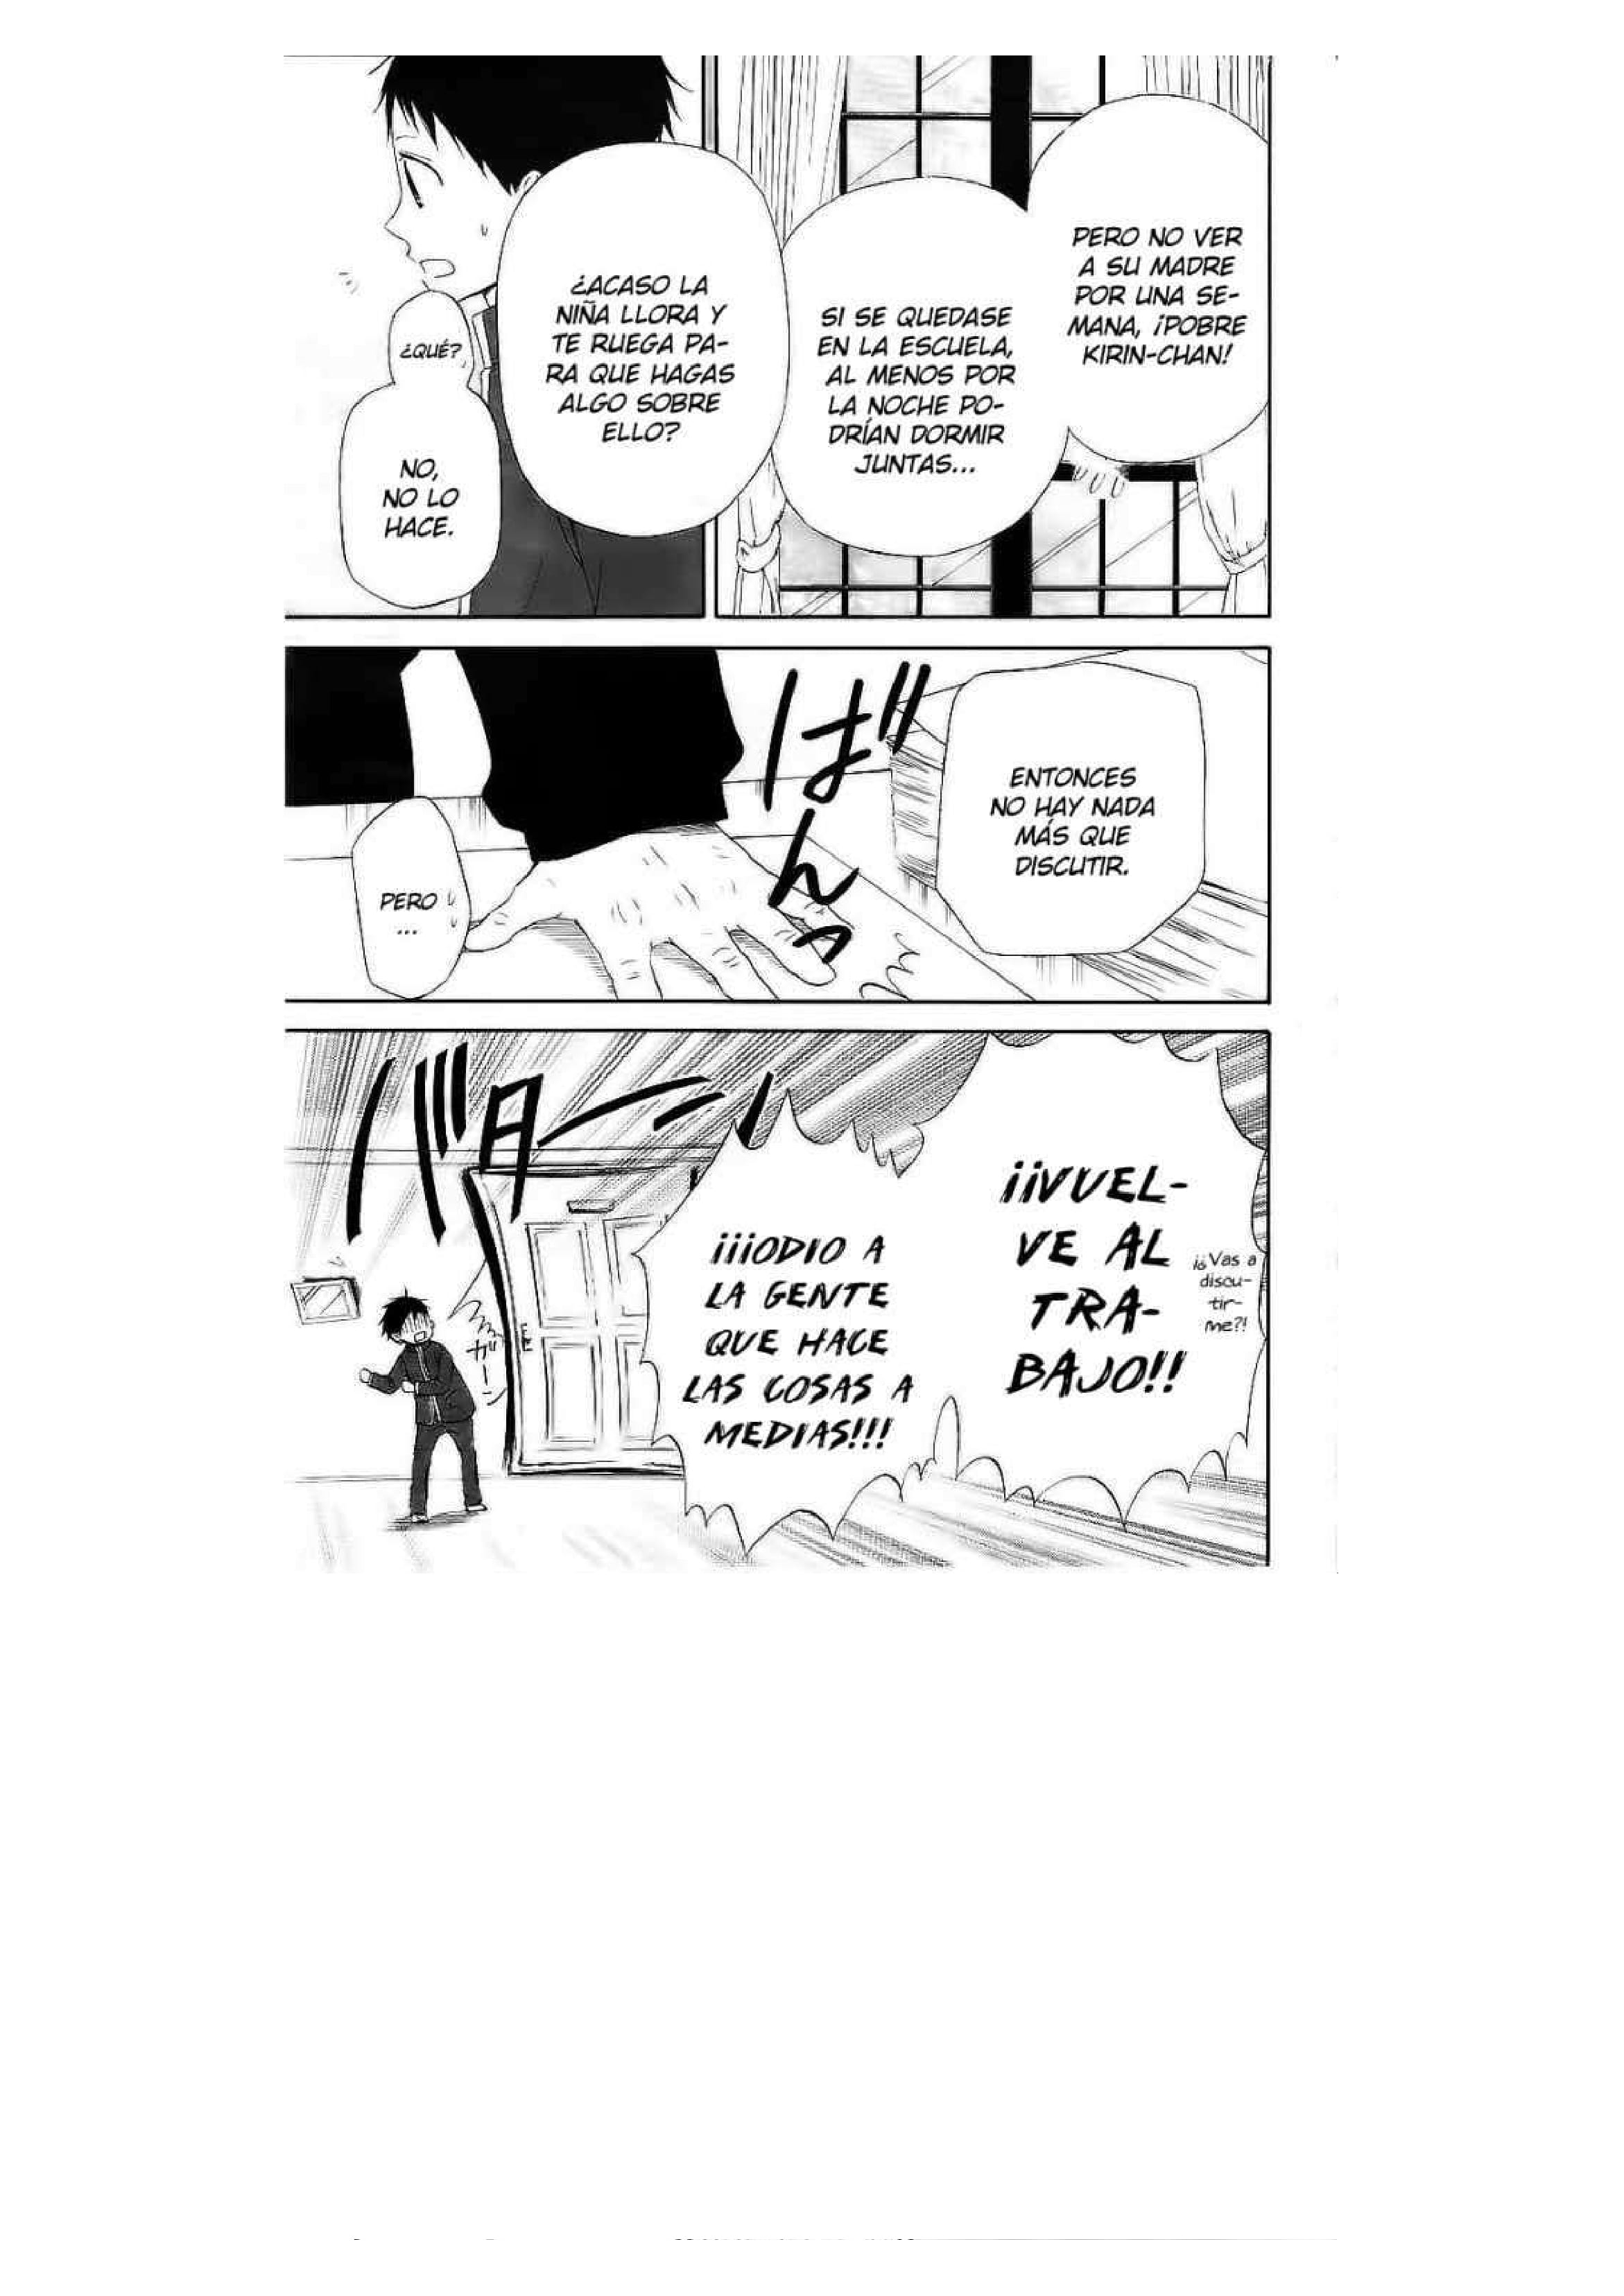 PERO NO VER
A SU MADRE
POR UNA SE-
MANA, ¡POBRE
KIRIN-CHAN!
SI SE QUEDASE
EN LA ESCUELA,
AL MENOS POR
LA NOCHE PO-
DRÍAN DORMIR
JUNTAS...
¿ACASO LA
NIÑA LLORA Y
TE RUEGA PA-
RA QUE HAGAS
ALGO SOBRE
ELLO?
¿QUÉ?
NO,
NO LO
HACE.
ENTONCES
NO HAY NADA
MÁS QUE
DISCUTIR.
ばんっ
PERO
...
¡¿Vas a
discu-
tir-
me?!
¡¡VUEL-
VE AL
TRA-
BAJO!!
¡¡¡ODIO A
LA GENTE
QUE HACE
LAS COSAS A
MEDIAS!!!
バターン
ガーン